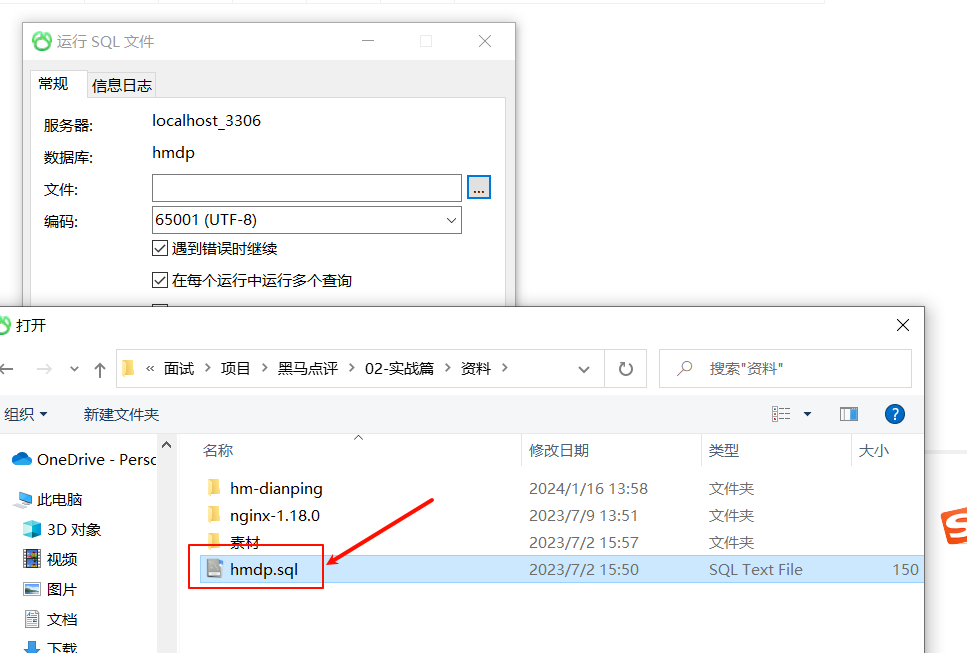 运行 SQL 文件
常规 信息日志
服务器: localhost_3306
数据库: hmdp
文件: ...
编码: 65001 (UTF-8)
遇到错误时继续
在每个运行中运行多个查询
打开
« 面试 › 项目 › 黑马点评 › 02-实战篇 › 资料 › 搜索"资料"
组织 新建文件夹 ?
名称 修改日期 类型 大小
OneDrive - Persc
此电脑
3D 对象
视频
图片
文档
下载
hm-dianping 2024/1/16 13:58 文件夹
nginx-1.18.0 2023/7/9 13:51 文件夹
素材 2023/7/2 15:57 文件夹
hmdp.sql 2023/7/2 15:50 SQL Text File 150